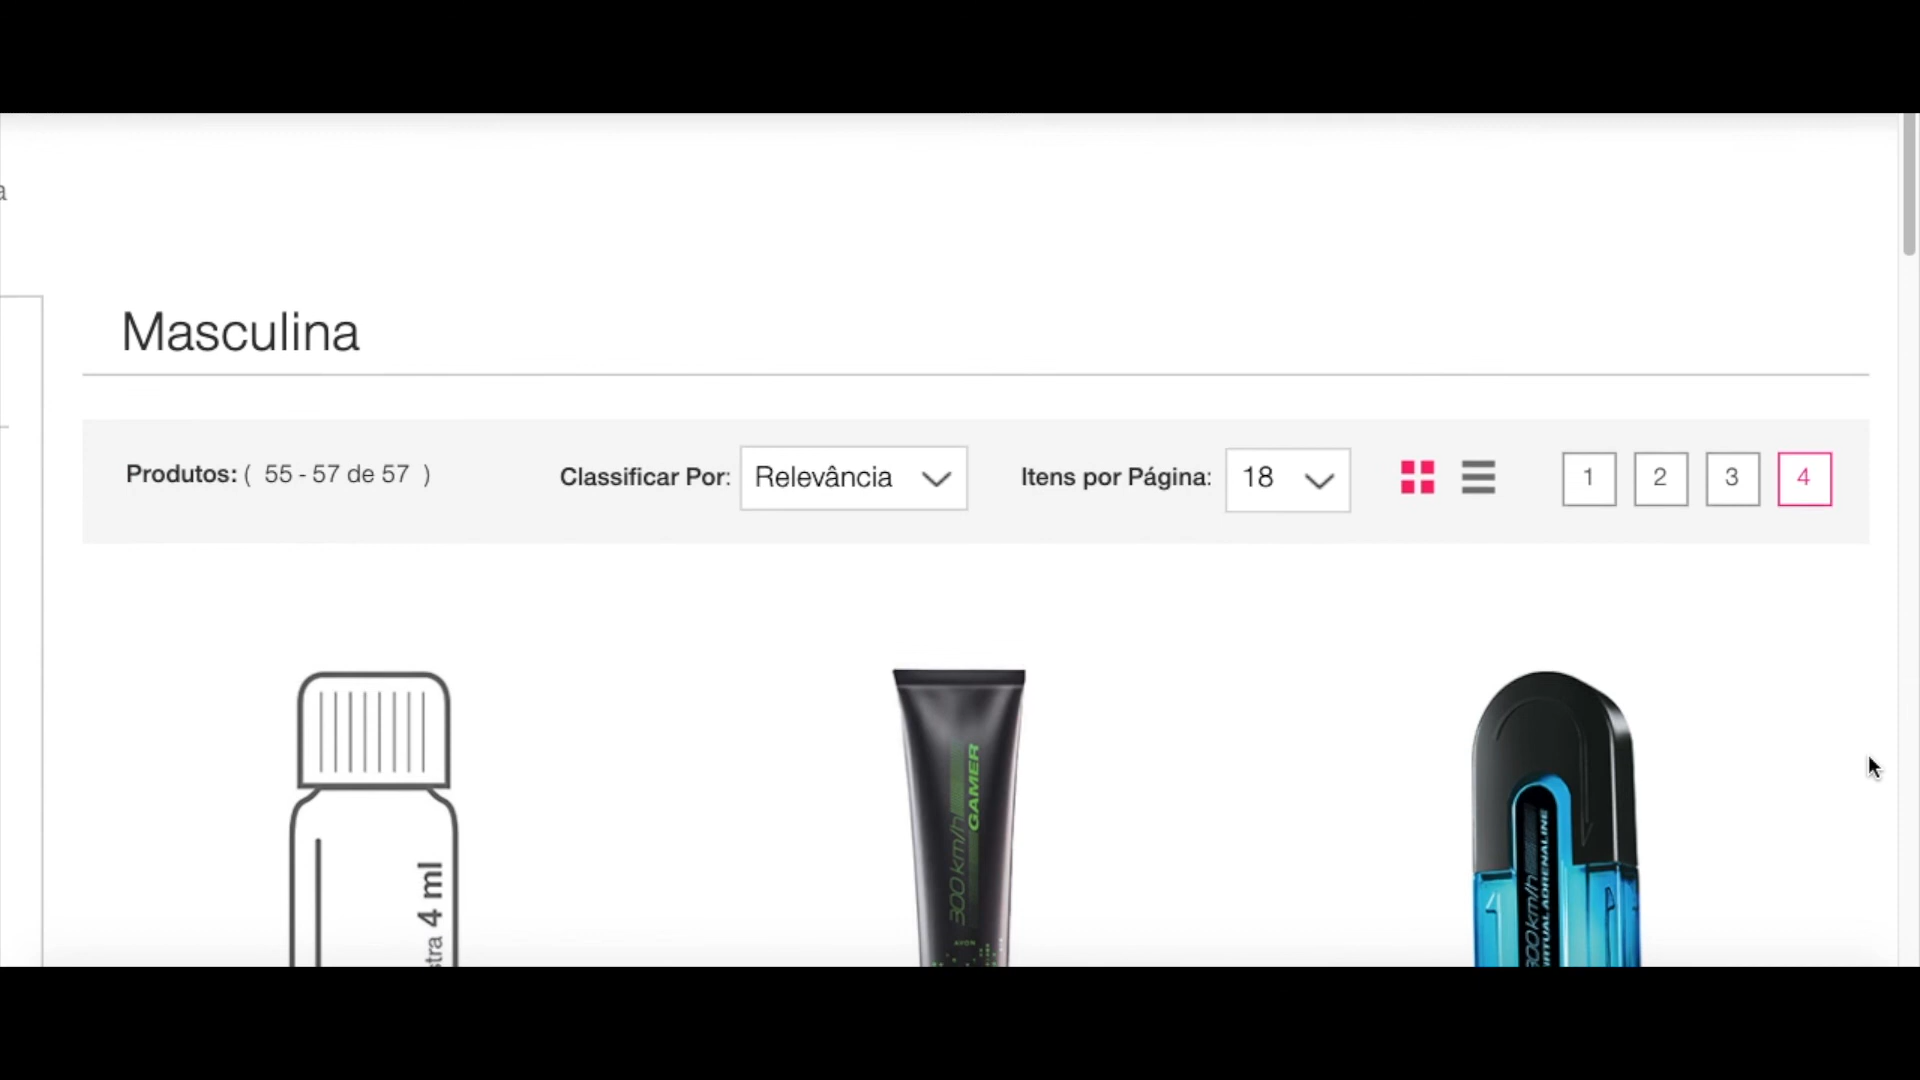 a
Masculina
Produtos: ( 55 - 57 de 57 )
Classificar Por:
Relevância
Itens por Página:
18
1
2
3
4
4 ml
300 km/h
GAMER
AVON
300 km/h
VIRTUAL ADRENALINE